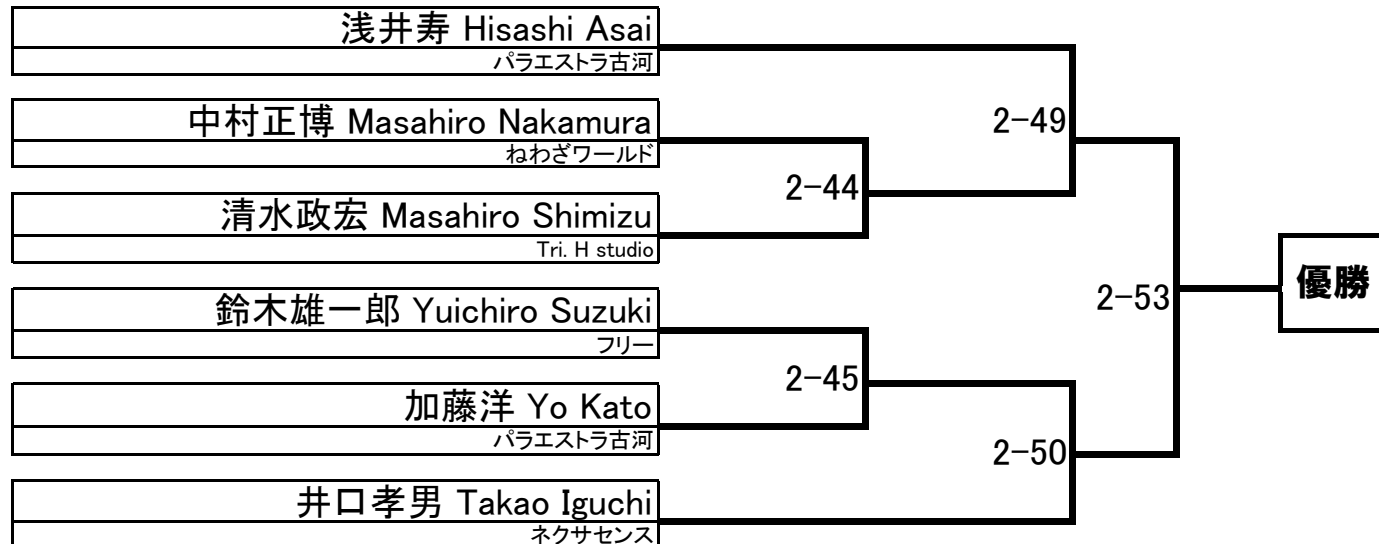 浅井寿 Hisashi Asai
パラエストラ古河
中村正博 Masahiro Nakamura
ねわざワールド
清水政宏 Masahiro Shimizu
Tri. H studio
鈴木雄一郎 Yuichiro Suzuki
フリー
加藤洋 Yo Kato
パラエストラ古河
井口孝男 Takao Iguchi
ネクサセンス
2-44
2-45
2-49
2-50
2-53
優勝